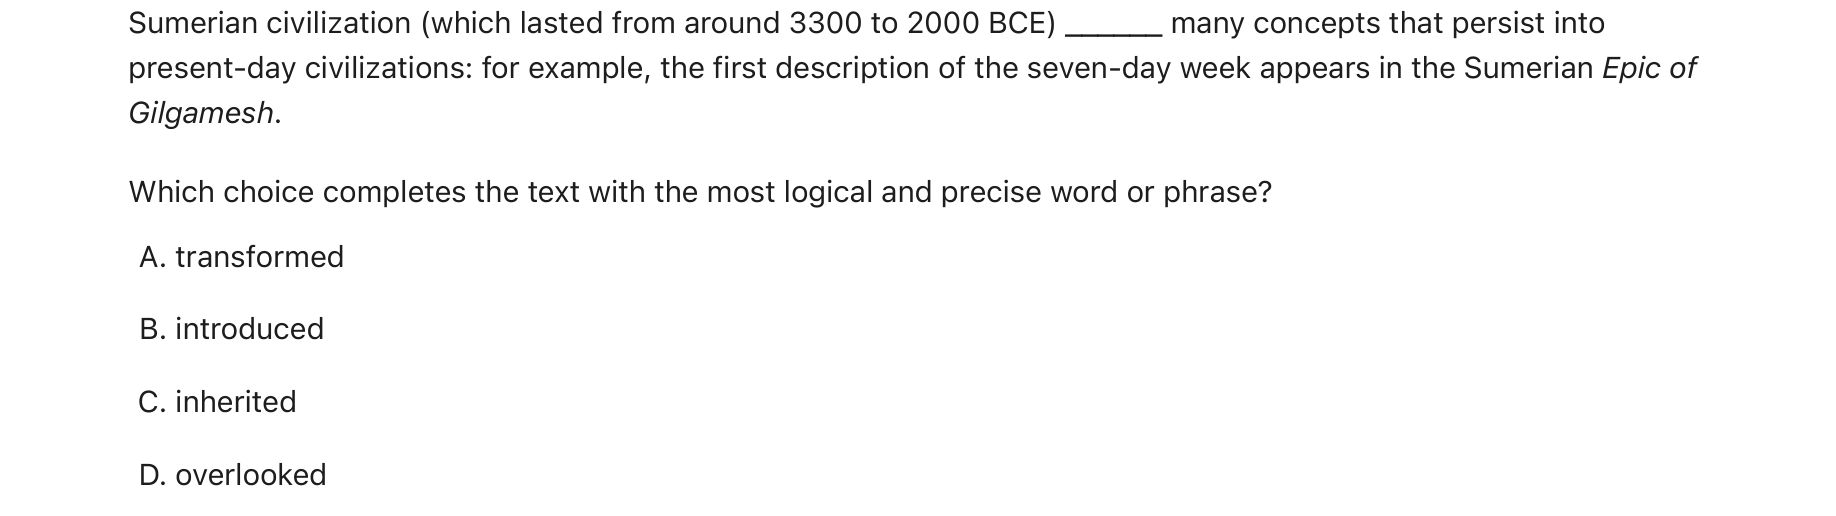 Sumerian civilization (which lasted from around 3300 to 2000 BCE) ______ many concepts that persist into
present-day civilizations: for example, the first description of the seven-day week appears in the Sumerian Epic of
Gilgamesh.
Which choice completes the text with the most logical and precise word or phrase?
A. transformed
B. introduced
C. inherited
D. overlooked